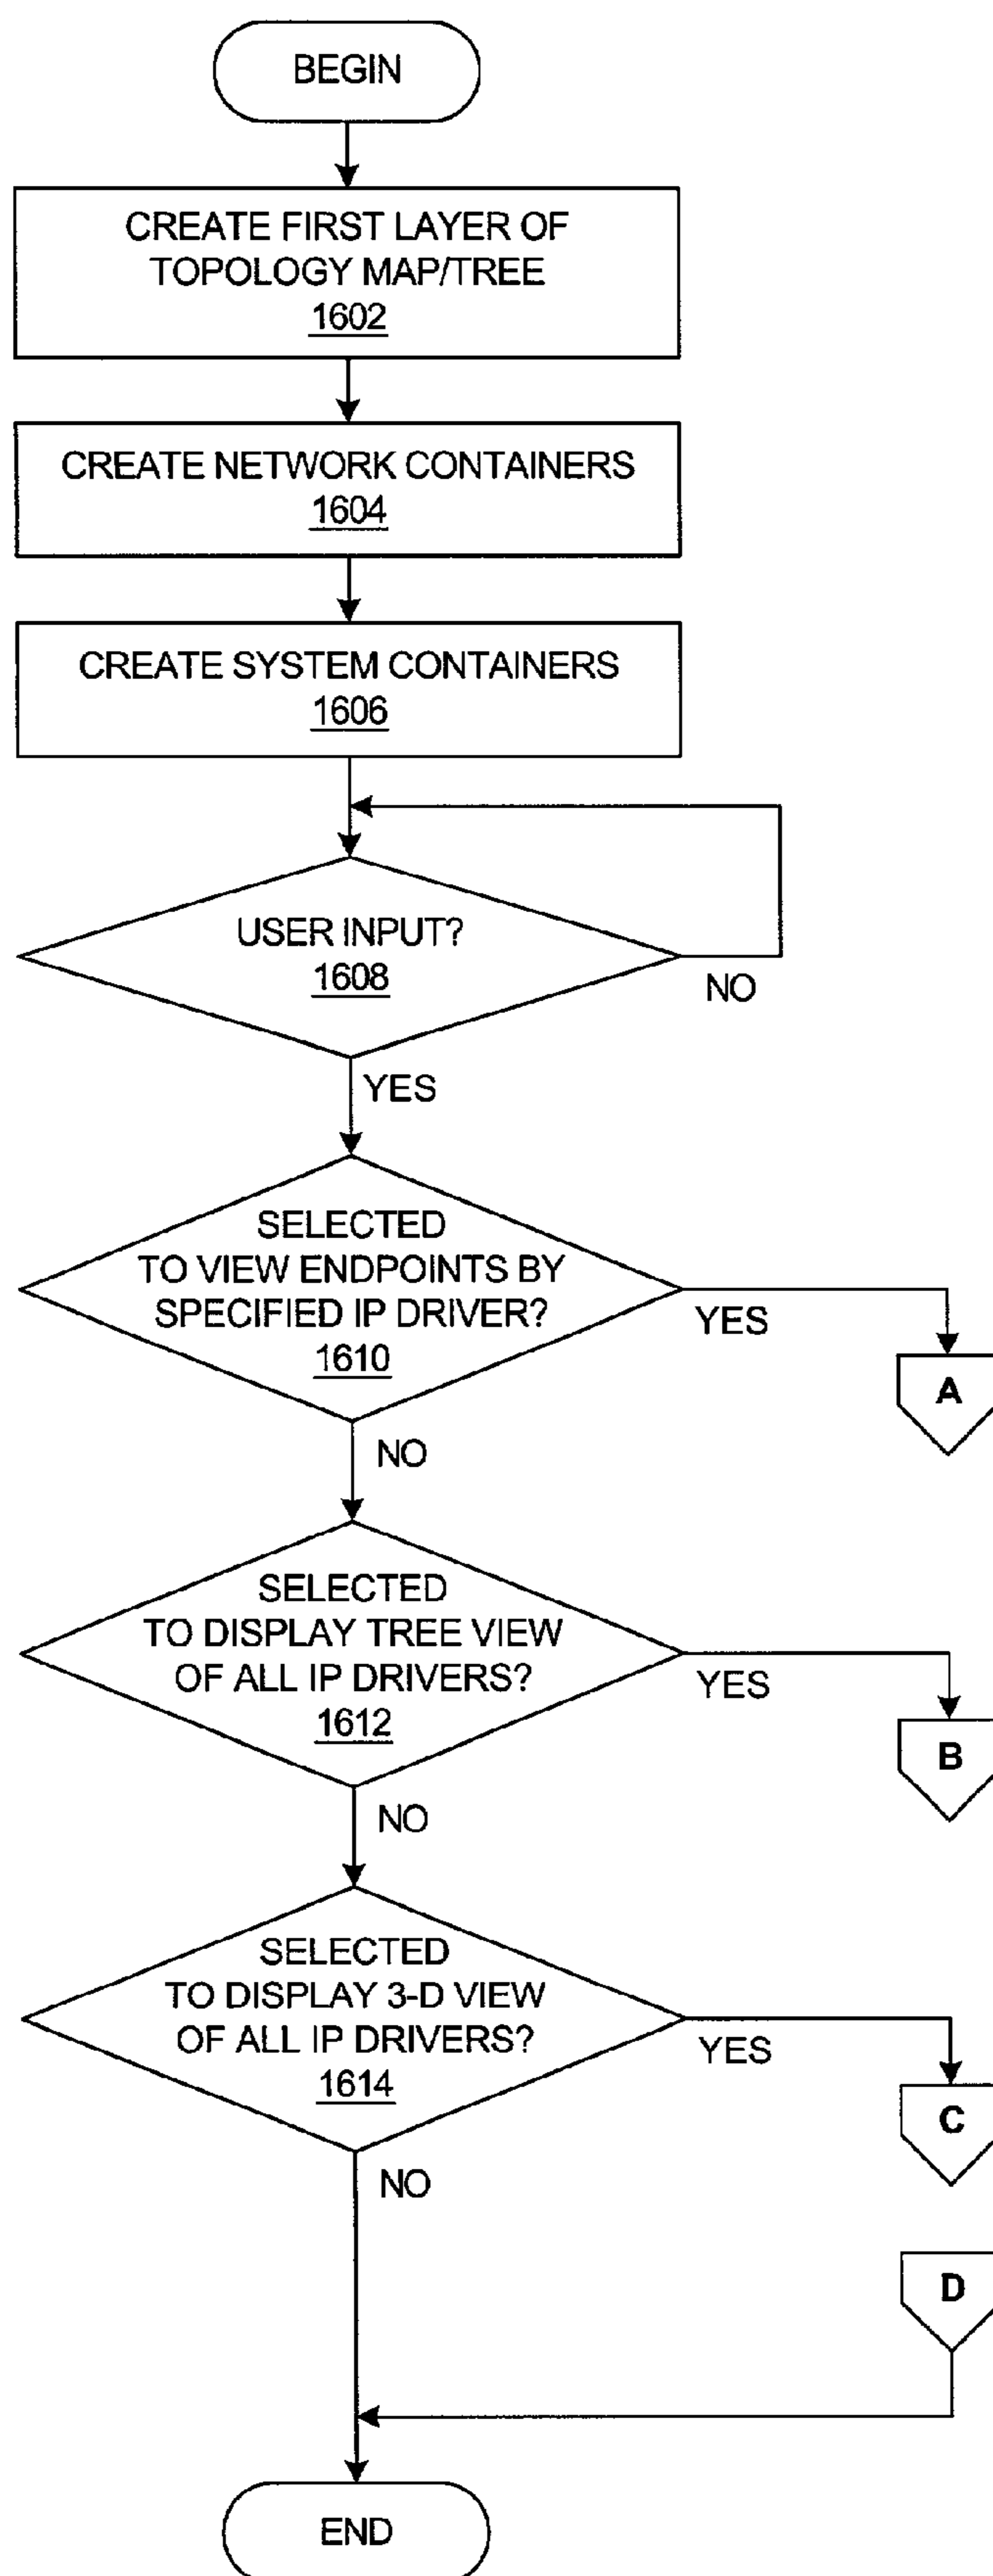 BEGIN
CREATE FIRST LAYER OF
TOPOLOGY MAP/TREE
1602
CREATE NETWORK CONTAINERS
1604
CREATE SYSTEM CONTAINERS
1606
USER INPUT?
1608
NO
YES
SELECTED
TO VIEW ENDPOINTS BY
SPECIFIED IP DRIVER?
1610
YES
A
NO
SELECTED
TO DISPLAY TREE VIEW
OF ALL IP DRIVERS?
1612
YES
B
NO
SELECTED
TO DISPLAY 3-D VIEW
OF ALL IP DRIVERS?
1614
YES
C
NO
D
END